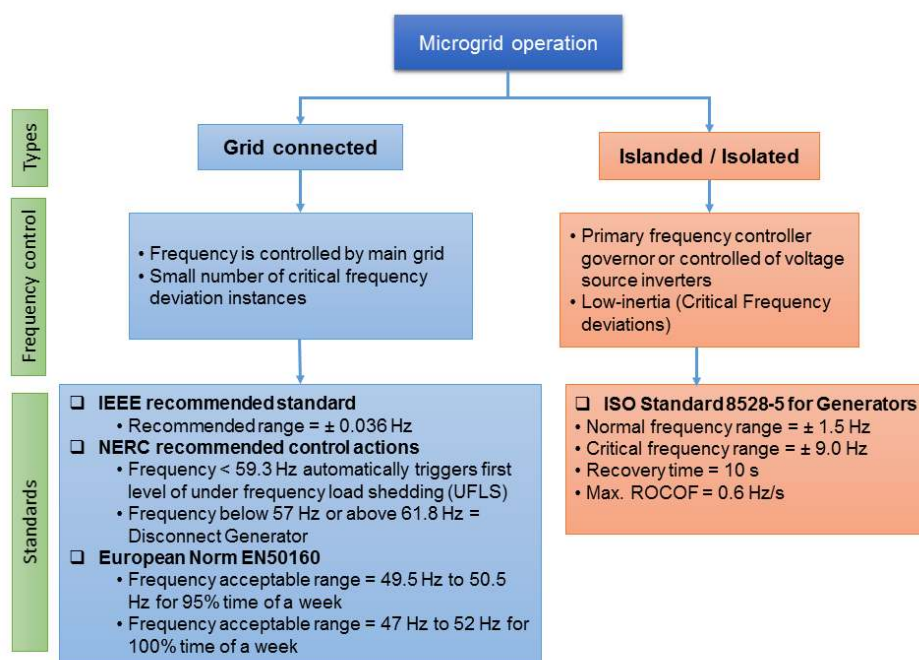 Microgrid operation
Types
Grid connected
Islanded / Isolated
Frequency control
• Frequency is controlled by main grid
• Small number of critical frequency
deviation instances
• Primary frequency controller
governor or controlled of voltage
source inverters
• Low-inertia (Critical Frequency
deviations)
Standards
❑ IEEE recommended standard
• Recommended range = ± 0.036 Hz
❑ NERC recommended control actions
• Frequency < 59.3 Hz automatically triggers first
level of under frequency load shedding (UFLS)
• Frequency below 57 Hz or above 61.8 Hz =
Disconnect Generator
❑ European Norm EN50160
• Frequency acceptable range = 49.5 Hz to 50.5
Hz for 95% time of a week
• Frequency acceptable range = 47 Hz to 52 Hz for
100% time of a week
❑ ISO Standard 8528-5 for Generators
• Normal frequency range = ± 1.5 Hz
• Critical frequency range = ± 9.0 Hz
• Recovery time = 10 s
• Max. ROCOF = 0.6 Hz/s